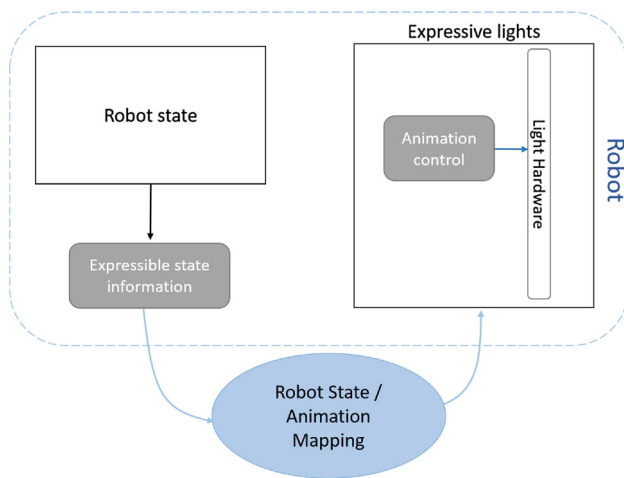 Expressive lights
Robot state
Animation
control
Light Hardware
Robot
Expressible state
information
Robot State /
Animation
Mapping